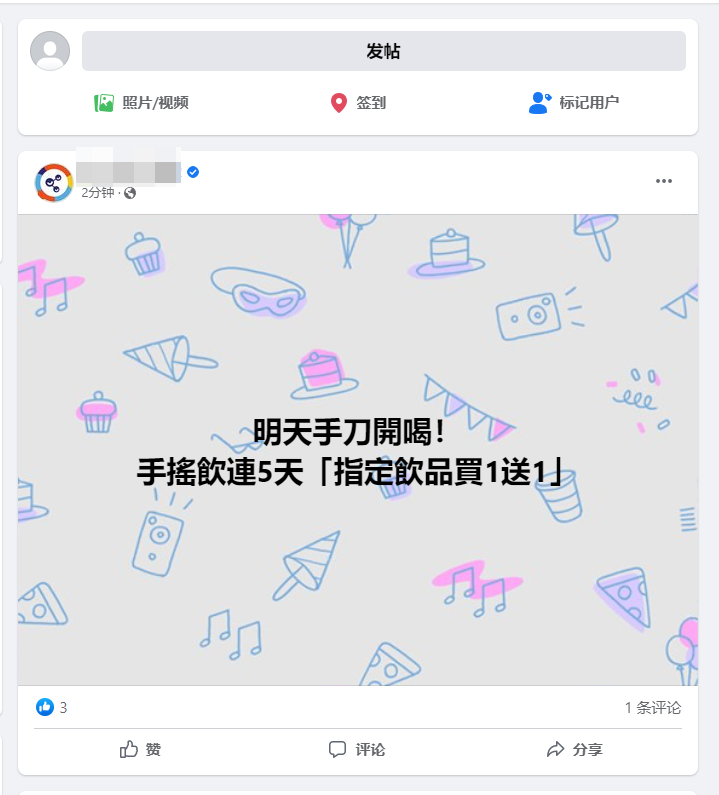 发帖
照片/视频
签到
标记用户
2分钟 ·
明天手刀開喝！
手搖飲連5天「指定飲品買1送1」
3
1 条评论
赞
评论
分享